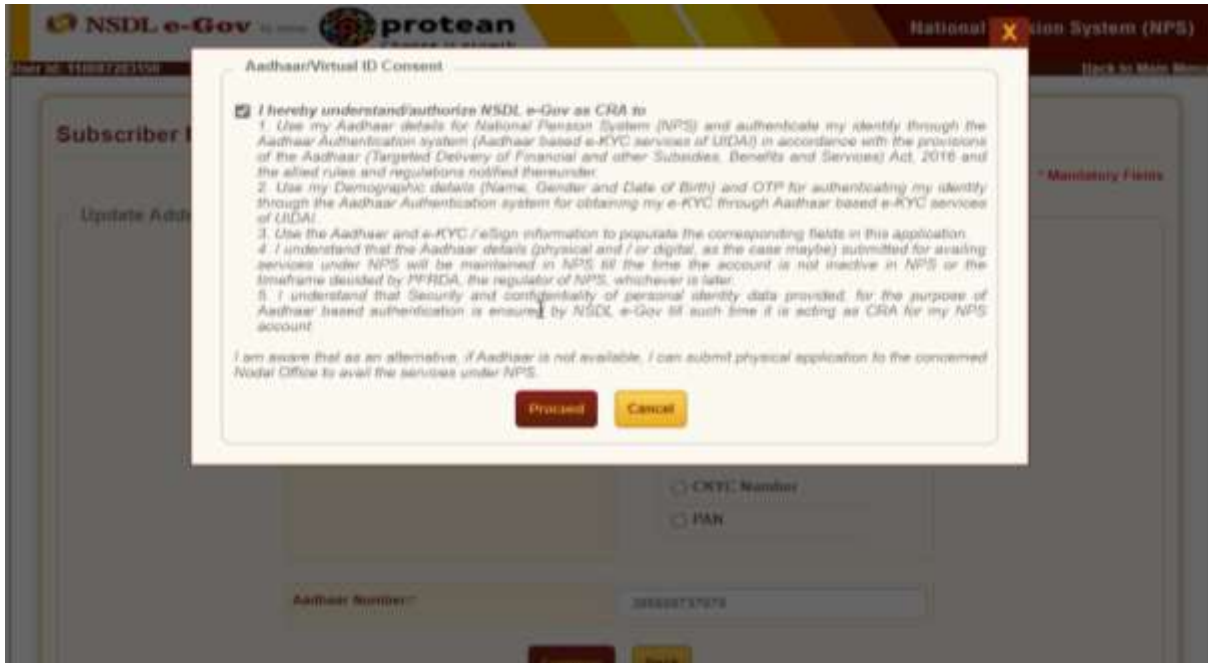 NSDL e-Gov is now protean
Change is growth
National
sion System (NPS)
User Id:
Back to Main Menu
X
Aadhaar/Virtual ID Consent
I hereby understand/authorize NSDL e-Gov as CRA to
1. Use my Aadhaar details for National Pension System (NPS) and authenticate my identity through the
Aadhaar Authentication system (Aadhaar based e-KYC services of UIDAI) in accordance with the provisions
of the Aadhaar (Targeted Delivery of Financial and other Subsidies, Benefits and Services) Act, 2016 and
the allied rules and regulations notified thereunder.
2. Use my Demographic details (Name, Gender and Date of Birth) and OTP for authenticating my identity
through the Aadhaar Authentication system for obtaining my e-KYC through Aadhaar based e-KYC services
of UIDAI.
3. Use the Aadhaar and e-KYC / eSign information to populate the corresponding fields in this application.
4. I understand that the Aadhaar details (physical and / or digital, as the case maybe) submitted for availing
services under NPS will be maintained in NPS till the time the account is not inactive in NPS or the
timeframe decided by PFRDA, the regulator of NPS, whichever is later.
5. I understand that Security and confidentiality of personal identity data provided, for the purpose of
Aadhaar based authentication is ensured by NSDL e-Gov till such time it is acting as CRA for my NPS
account.
I am aware that as an alternative, if Aadhaar is not available, I can submit physical application to the concerned
Nodal Office to avail the services under NPS.
Proceed
Cancel
Subscriber
* Mandatory Fields
Update Addr
CKYC Number
PAN
Aadhaar Number:*